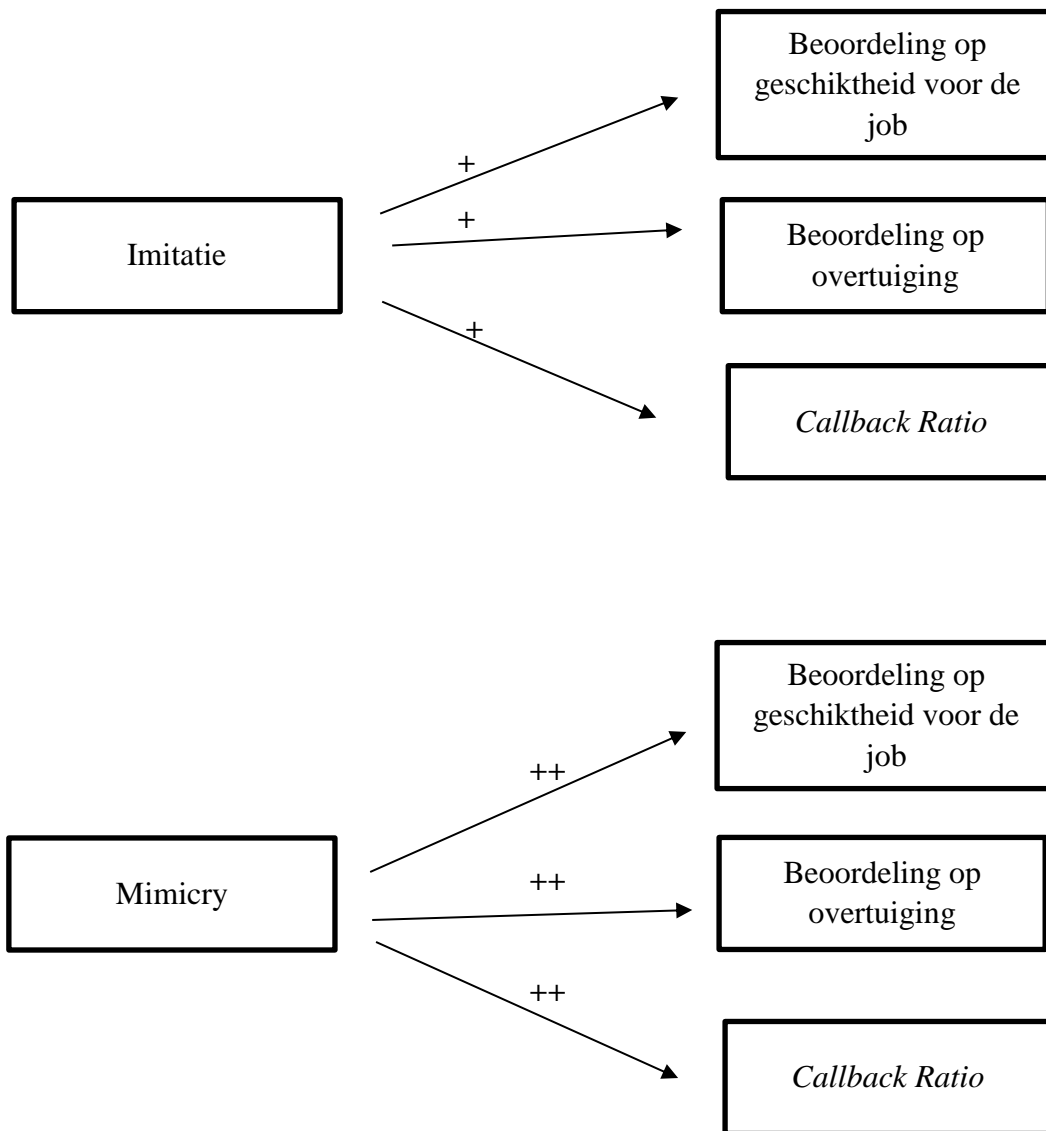 Beoordeling op
geschiktheid voor de
job
+
+
Imitatie
Beoordeling op
overtuiging
+
Callback Ratio
Beoordeling op
geschiktheid voor de
job
++
++
Mimicry
Beoordeling op
overtuiging
++
Callback Ratio